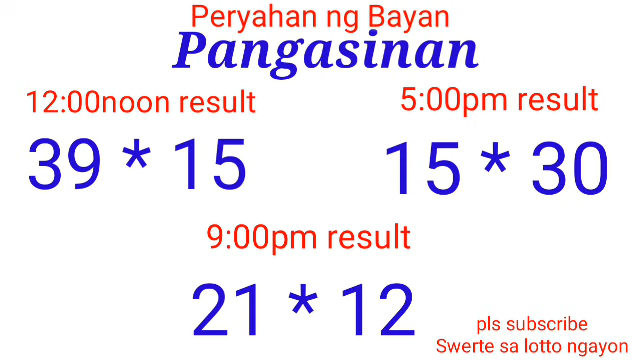 Peryahan ng Bayan
Pangasinan
12:00noon result
39 * 15
5:00pm result
15 * 30
9:00pm result
21 * 12
pls subscribe
Swerte sa lotto ngayon